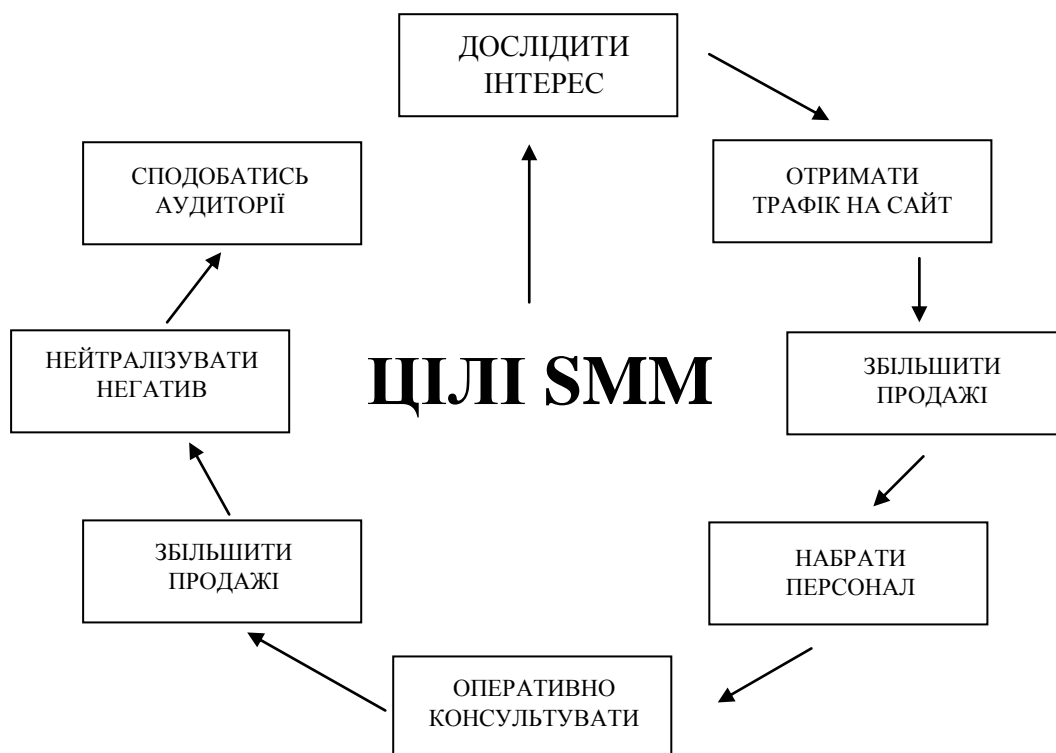 ДОСЛІДИТИ
ІНТЕРЕС
ОТРИМАТИ
ТРАФІК НА САЙТ
ЗБІЛЬШИТИ
ПРОДАЖІ
НАБРАТИ
ПЕРСОНАЛ
ОПЕРАТИВНО
КОНСУЛЬТУВАТИ
ЗБІЛЬШИТИ
ПРОДАЖІ
НЕЙТРАЛІЗУВАТИ
НЕГАТИВ
СПОДОБАТИСЬ
АУДИТОРІЇ
ЦІЛІ SMM